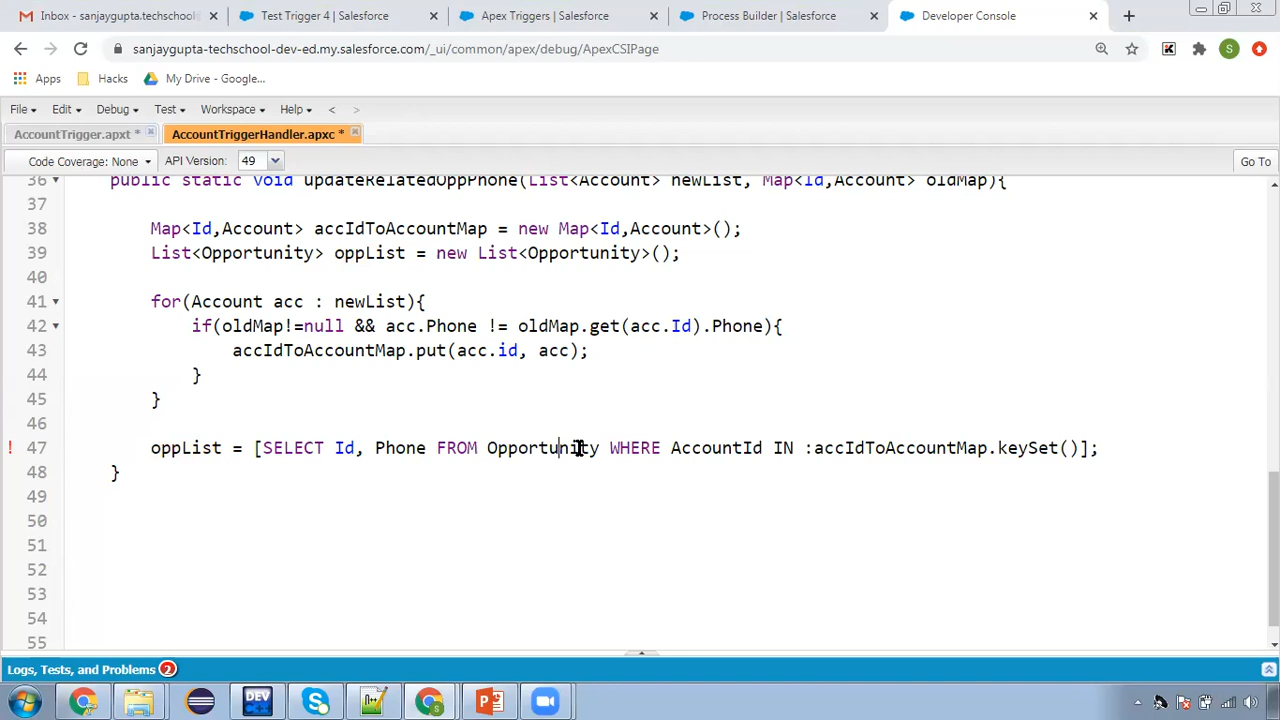 Inbox - sanjaygupta.techschool
Test Trigger 4 | Salesforce
Apex Triggers | Salesforce
Process Builder | Salesforce
Developer Console
sanjaygupta-techschool-dev-ed.my.salesforce.com/_ui/common/apex/debug/ApexCSIPage
S
Apps
Hacks
My Drive - Google...
File
Edit
Debug
Test
Workspace
Help
<
>
AccountTrigger.apxt *
AccountTriggerHandler.apxc *
Code Coverage: None
API Version:
49
Go To
36 public static void updateRelatedOppPhone(List<Account> newList, Map<Id,Account> oldMap){
37
38 Map<Id,Account> accIdToAccountMap = new Map<Id,Account>();
39 List<Opportunity> oppList = new List<Opportunity>();
40
41 for(Account acc : newList){
42 if(oldMap!=null && acc.Phone != oldMap.get(acc.Id).Phone){
43 accIdToAccountMap.put(acc.id, acc);
44 }
45 }
46
47 oppList = [SELECT Id, Phone FROM Opportunity WHERE AccountId IN :accIdToAccountMap.keySet()];
48 }
49
50
51
52
53
54
55
Logs, Tests, and Problems 2
DEV
C++